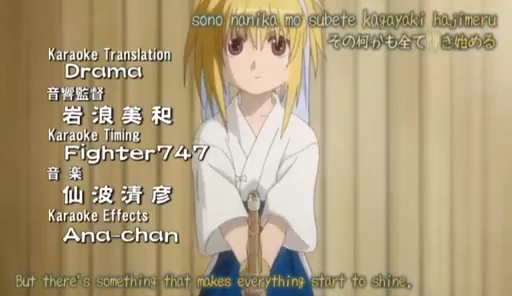 sono nanika mo subete kagayaki hajimeru
その何かも全て き始める
Karaoke Translation
Drama
音響監督
岩浪美和
Karaoke Timing
Fighter747
音楽
仙波清彦
Karaoke Effects
Ana-chan
But there's something that makes everything start to shine.